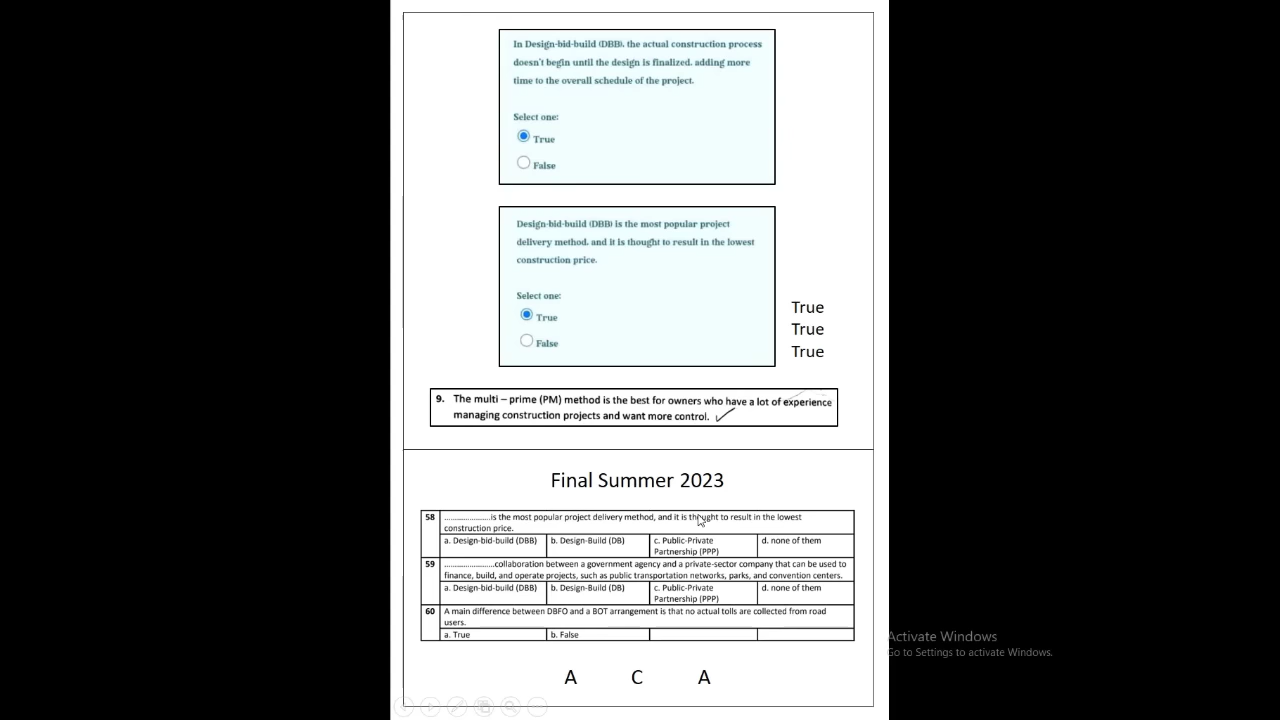 In Design-bid-build (DBB), the actual construction process
doesn't begin until the design is finalized, adding more
time to the overall schedule of the project.
Select one:
True
False
Design-bid-build (DBB) is the most popular project
delivery method, and it is thought to result in the lowest
construction price.
Select one:
True
False
True
True
True
9. The multi – prime (PM) method is the best for owners who have a lot of experience
managing construction projects and want more control.
Final Summer 2023
58 .....................is the most popular project delivery method, and it is thought to result in the lowest
construction price.
a. Design-bid-build (DBB) b. Design-Build (DB) c. Public-Private
Partnership (PPP) d. none of them
59 ......................collaboration between a government agency and a private-sector company that can be used to
finance, build, and operate projects, such as public transportation networks, parks, and convention centers.
a. Design-bid-build (DBB) b. Design-Build (DB) c. Public-Private
Partnership (PPP) d. none of them
60 A main difference between DBFO and a BOT arrangement is that no actual tolls are collected from road
users.
a. True b. False
A C A
Activate Windows
Go to Settings to activate Windows.